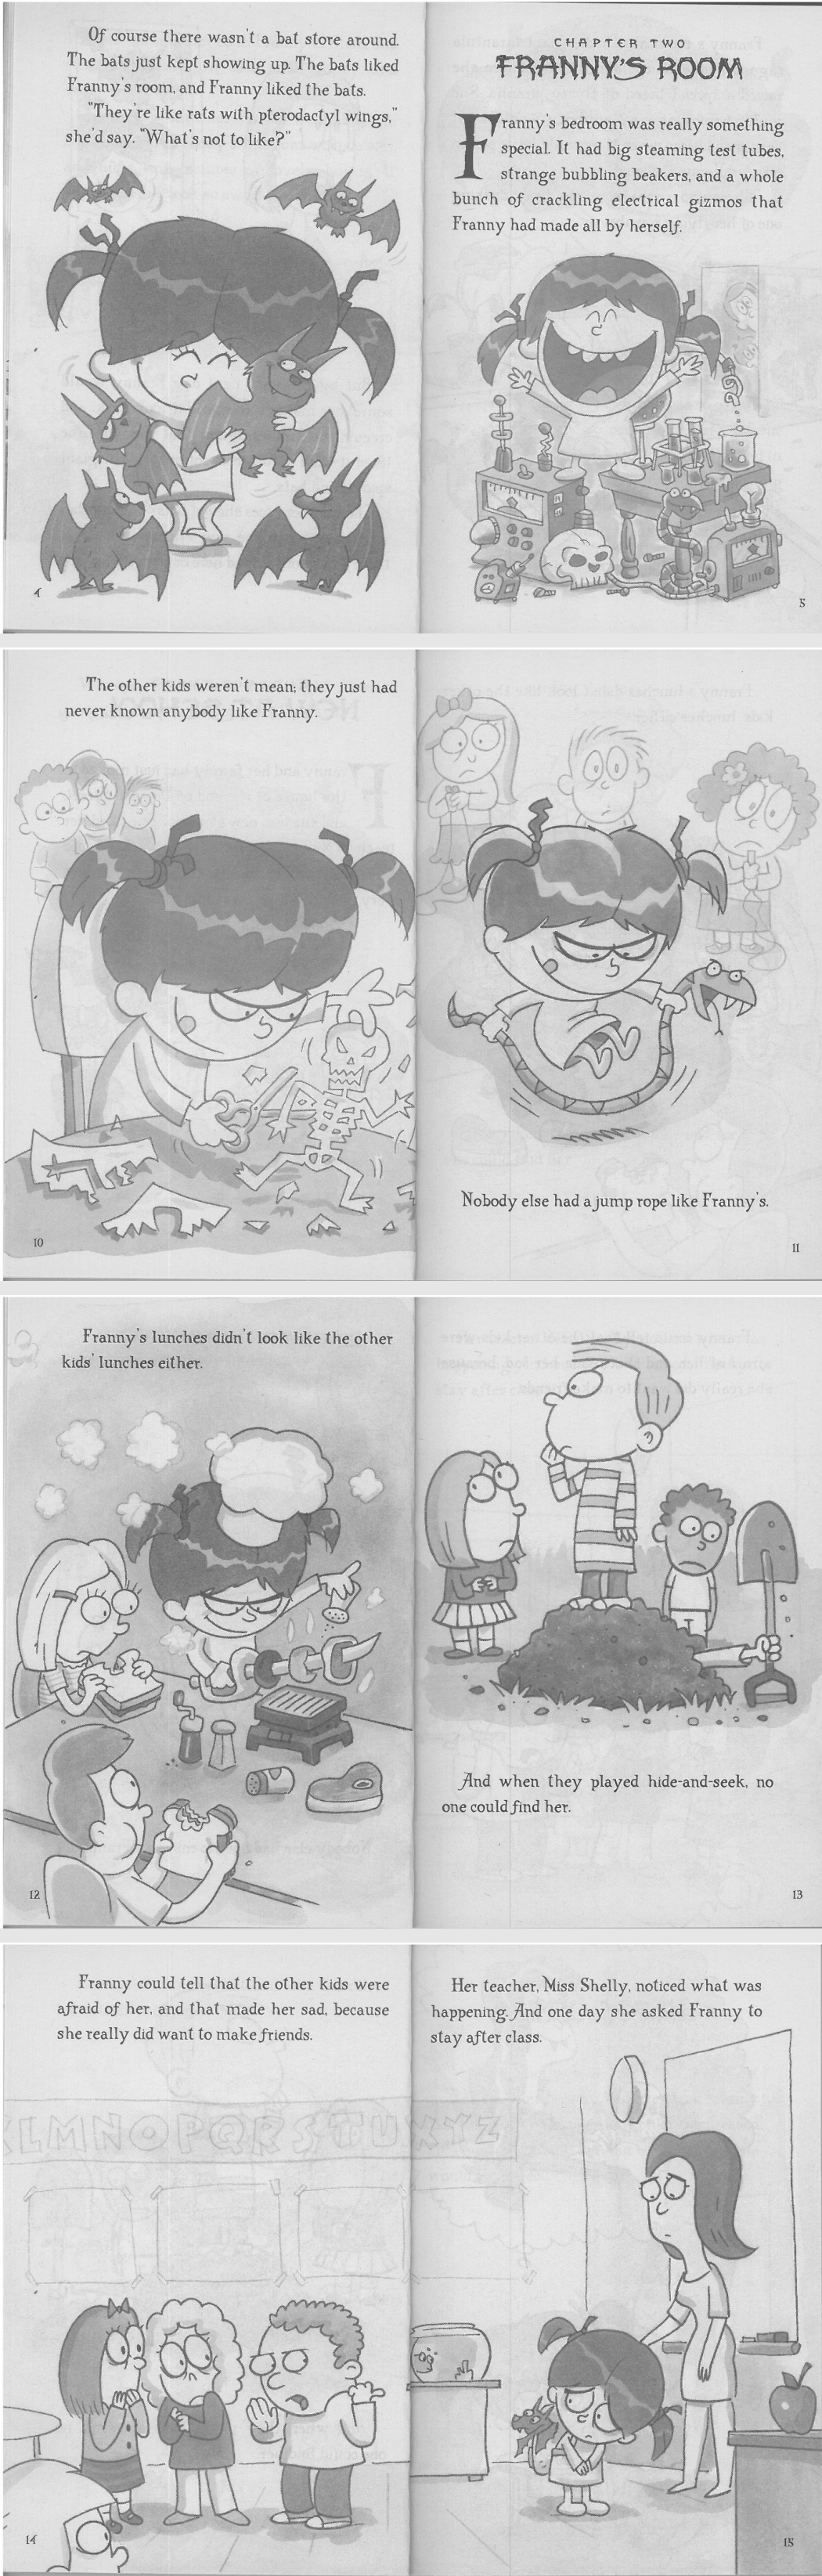 Of course there wasn't a bat store around.
The bats just kept showing up. The bats liked
Franny's room, and Franny liked the bats.
"They're like rats with pterodactyl wings,"
she'd say. "What's not to like?"
4
CHAPTER TWO
FRANNY'S ROOM
Franny's bedroom was really something
special. It had big steaming test tubes,
strange bubbling beakers, and a whole
bunch of crackling electrical gizmos that
Franny had made all by herself.
5
The other kids weren't mean; they just had
never known anybody like Franny.
10
Nobody else had a jump rope like Franny's.
11
Franny's lunches didn't look like the other
kids' lunches either.
12
And when they played hide-and-seek, no
one could find her.
13
Franny could tell that the other kids were
afraid of her, and that made her sad, because
she really did want to make friends.
LMNOPQRSTUVWXYZ
14
Her teacher, Miss Shelly, noticed what was
happening. And one day she asked Franny to
stay after class.
15